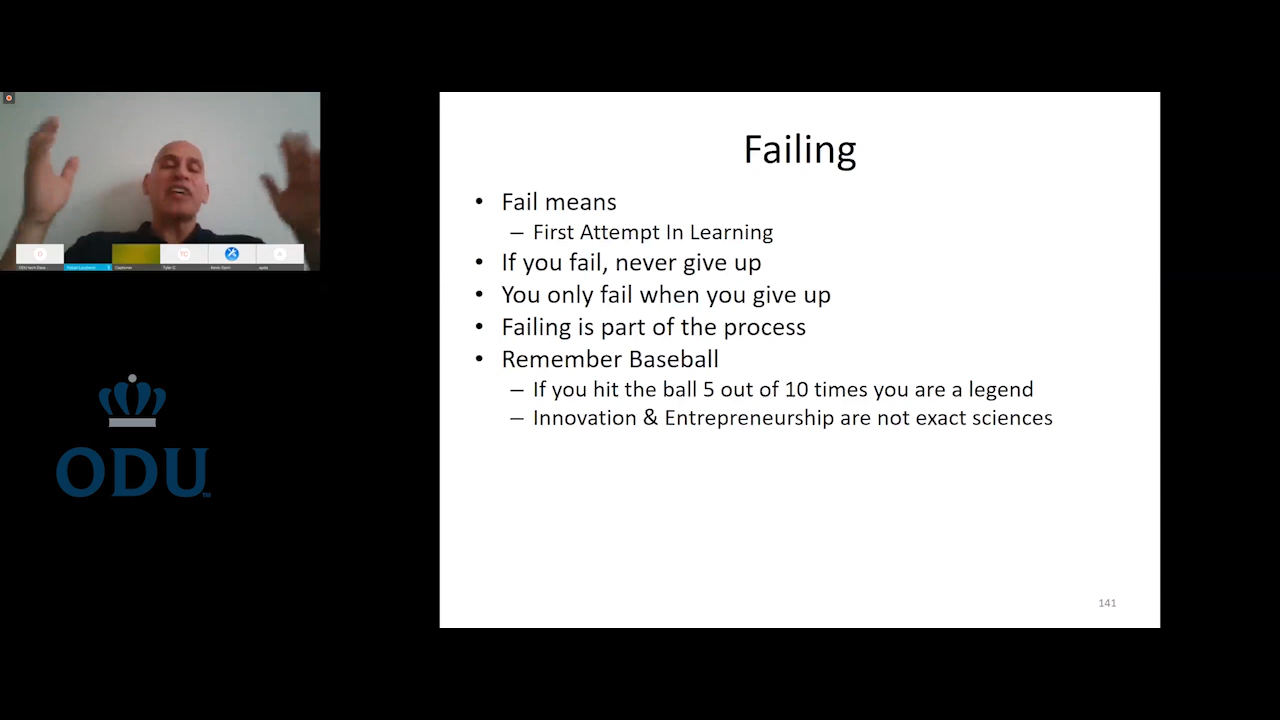 Failing
• Fail means
– First Attempt In Learning
• If you fail, never give up
• You only fail when you give up
• Failing is part of the process
• Remember Baseball
– If you hit the ball 5 out of 10 times you are a legend
– Innovation & Entrepreneurship are not exact sciences
141
TC
Tyler C
ODU